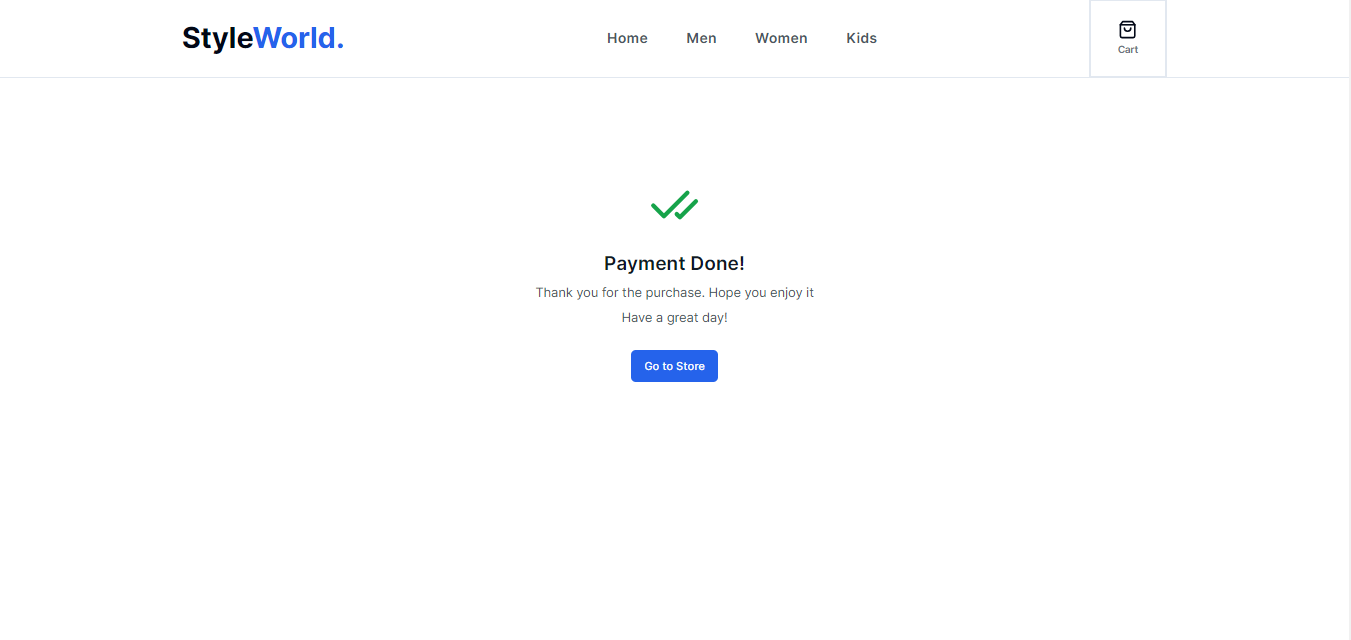 StyleWorld.
Home Men Women Kids
Cart
Payment Done!
Thank you for the purchase. Hope you enjoy it
Have a great day!
Go to Store